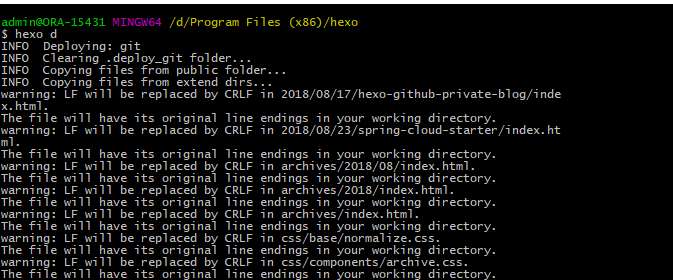 admin@ORA-15431 MINGW64 /d/Program Files (x86)/hexo
$ hexo d
INFO  Deploying: git
INFO  Clearing .deploy_git folder...
INFO  Copying files from public folder...
INFO  Copying files from extend dirs...
warning: LF will be replaced by CRLF in 2018/08/17/hexo-github-private-blog/inde
x.html.
The file will have its original line endings in your working directory.
warning: LF will be replaced by CRLF in 2018/08/23/spring-cloud-starter/index.ht
ml.
The file will have its original line endings in your working directory.
warning: LF will be replaced by CRLF in archives/2018/08/index.html.
The file will have its original line endings in your working directory.
warning: LF will be replaced by CRLF in archives/2018/index.html.
The file will have its original line endings in your working directory.
warning: LF will be replaced by CRLF in archives/index.html.
The file will have its original line endings in your working directory.
warning: LF will be replaced by CRLF in css/base/normalize.css.
The file will have its original line endings in your working directory.
warning: LF will be replaced by CRLF in css/components/archive.css.
The file will have its original line endings in your working directory.